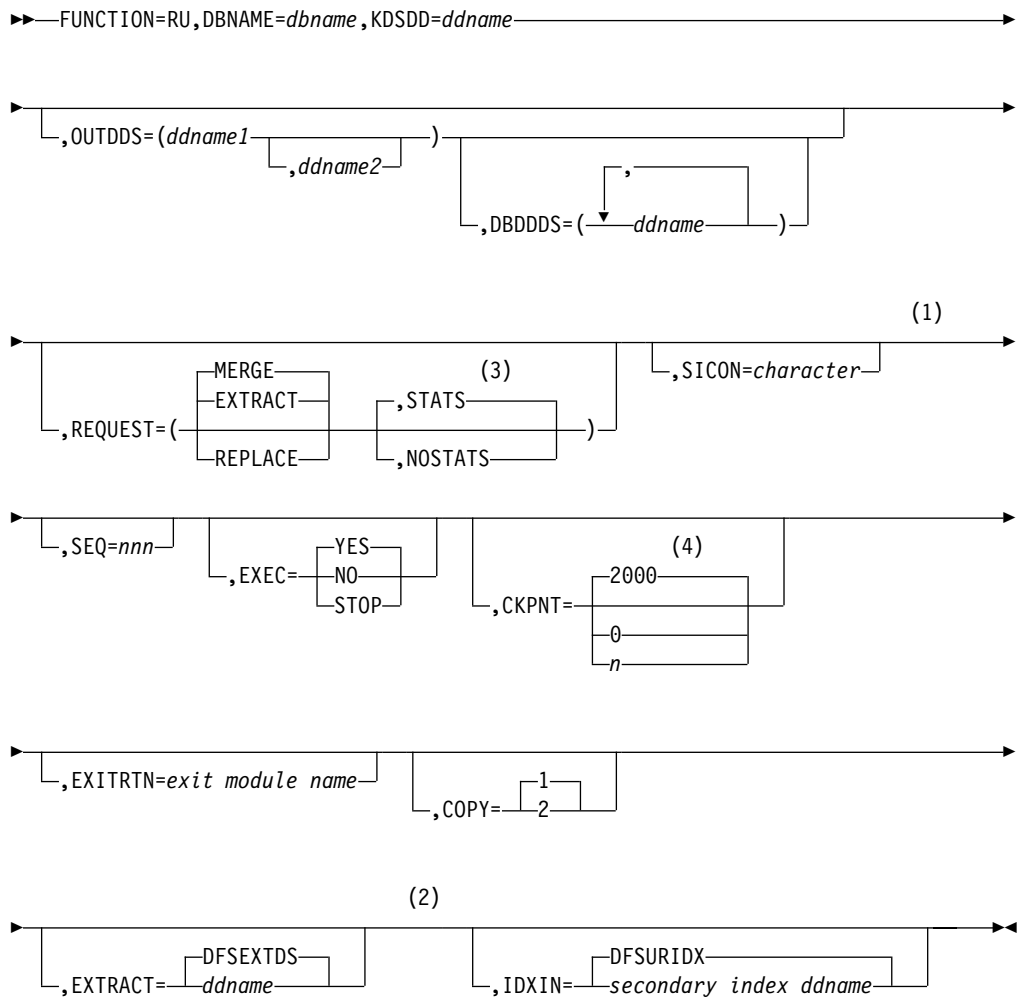 FUNCTION=RU,DBNAME=dbname,KDSDD=ddname
,OUTDDS=(ddname1
,ddname2
)
,DBDDDS=(
,
ddname
)
(1)
,REQUEST=(
MERGE
EXTRACT
REPLACE
(3)
,STATS
,NOSTATS
)
,SICON=character
,SEQ=nnn
,EXEC=
YES
NO
STOP
(4)
,CKPNT=
2000
0
n
,EXITRTN=exit module name
,COPY=
1
2
(2)
,EXTRACT=
DFSEXTDS
ddname
,IDXIN=
DFSURIDX
secondary index ddname